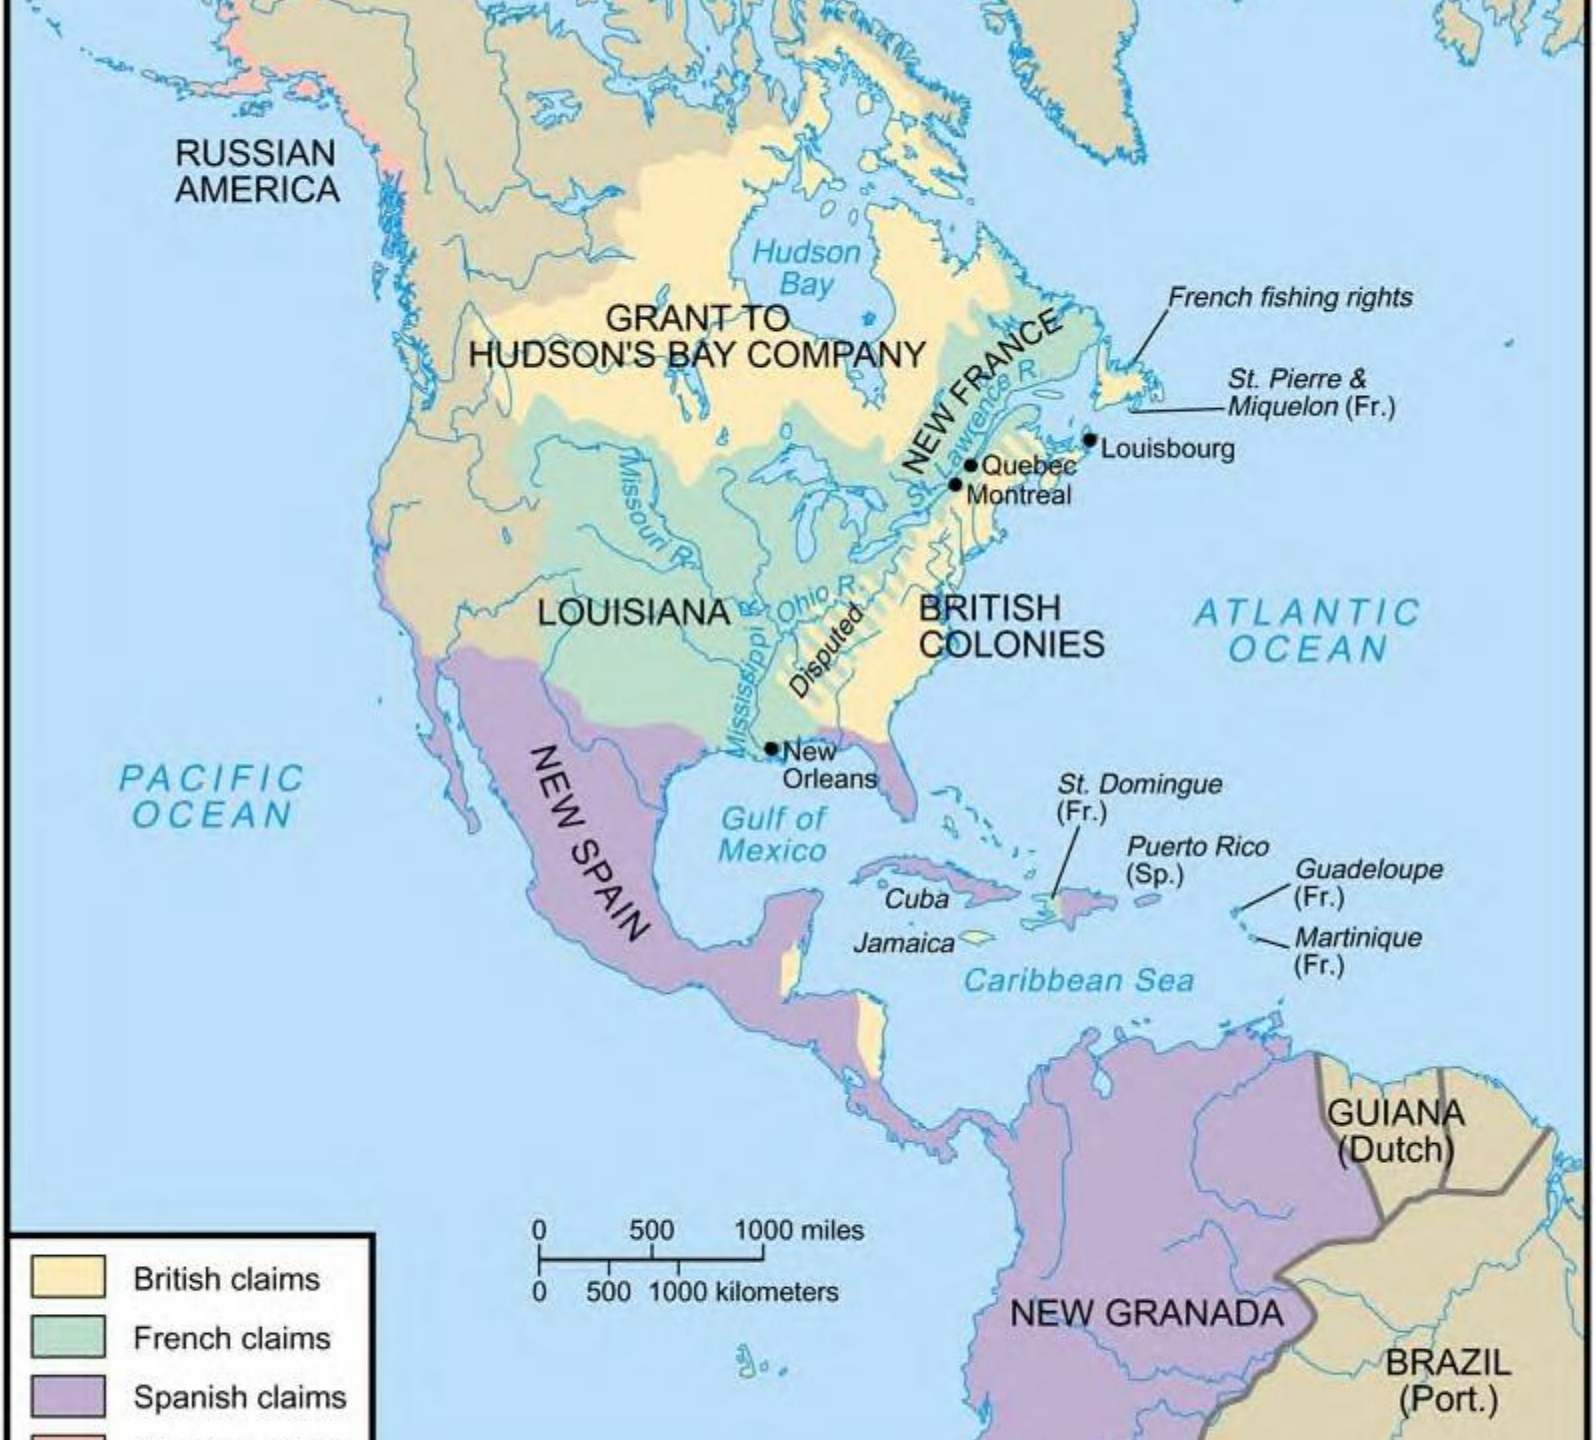 RUSSIAN
AMERICA
Hudson
Bay
GRANT TO
HUDSON'S BAY COMPANY
NEW FRANCE
St. Lawrence R.
French fishing rights
St. Pierre &
Miquelon (Fr.)
Louisbourg
Quebec
Montreal
Missouri R.
Ohio R.
Mississippi R.
LOUISIANA
Disputed
BRITISH
COLONIES
ATLANTIC
OCEAN
PACIFIC
OCEAN
NEW SPAIN
New
Orleans
Gulf of
Mexico
St. Domingue
(Fr.)
Puerto Rico
(Sp.)
Guadeloupe
(Fr.)
Cuba
Jamaica
Martinique
(Fr.)
Caribbean Sea
GUIANA
(Dutch)
NEW GRANADA
BRAZIL
(Port.)
0 500 1000 miles
0 500 1000 kilometers
British claims
French claims
Spanish claims